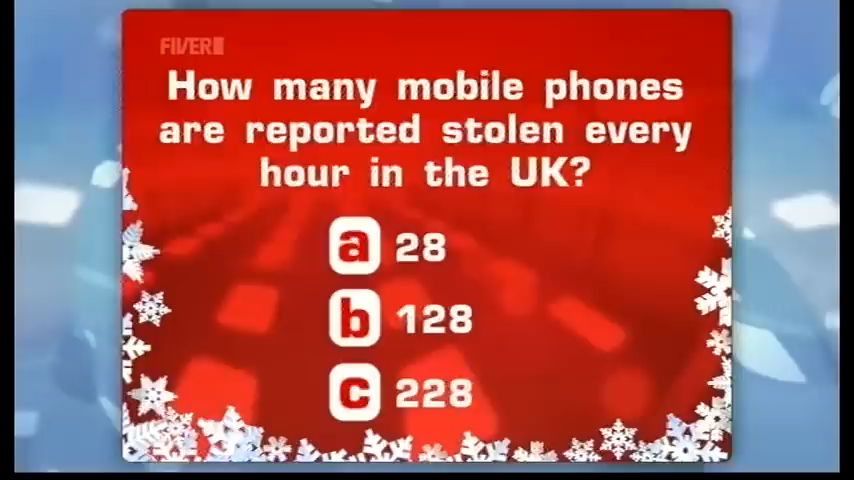 FIVER
How many mobile phones
are reported stolen every
hour in the UK?
a 28
b 128
c 228